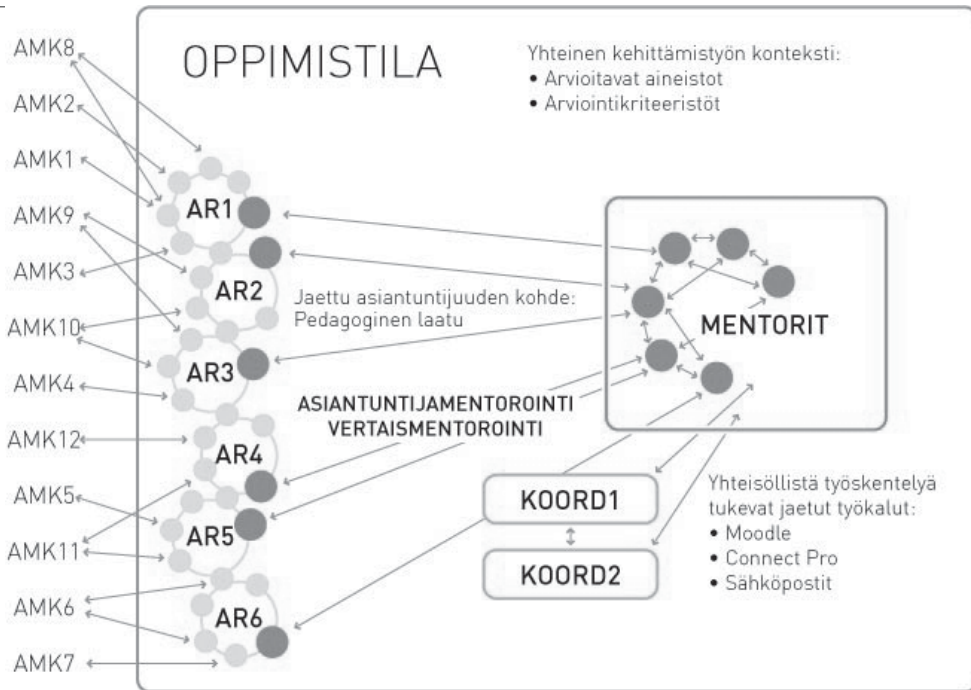 AMK8
AMK2
AMK1
AMK9
AMK3
AMK10
AMK4
AMK12
AMK5
AMK11
AMK6
AMK7
OPPIMISTILA
Yhteinen kehittämistyön konteksti:
• Arvioitavat aineistot
• Arviointikriteeristöt
AR1
AR2
AR3
AR4
AR5
AR6
Jaettu asiantuntijuuden kohde:
Pedagoginen laatu
MENTORIT
ASIANTUNTIJAMENTOROINTI
VERTAISMENTOROINTI
KOORD1
KOORD2
Yhteisöllistä työskentelyä
tukevat jaetut työkalut:
• Moodle
• Connect Pro
• Sähköpostit